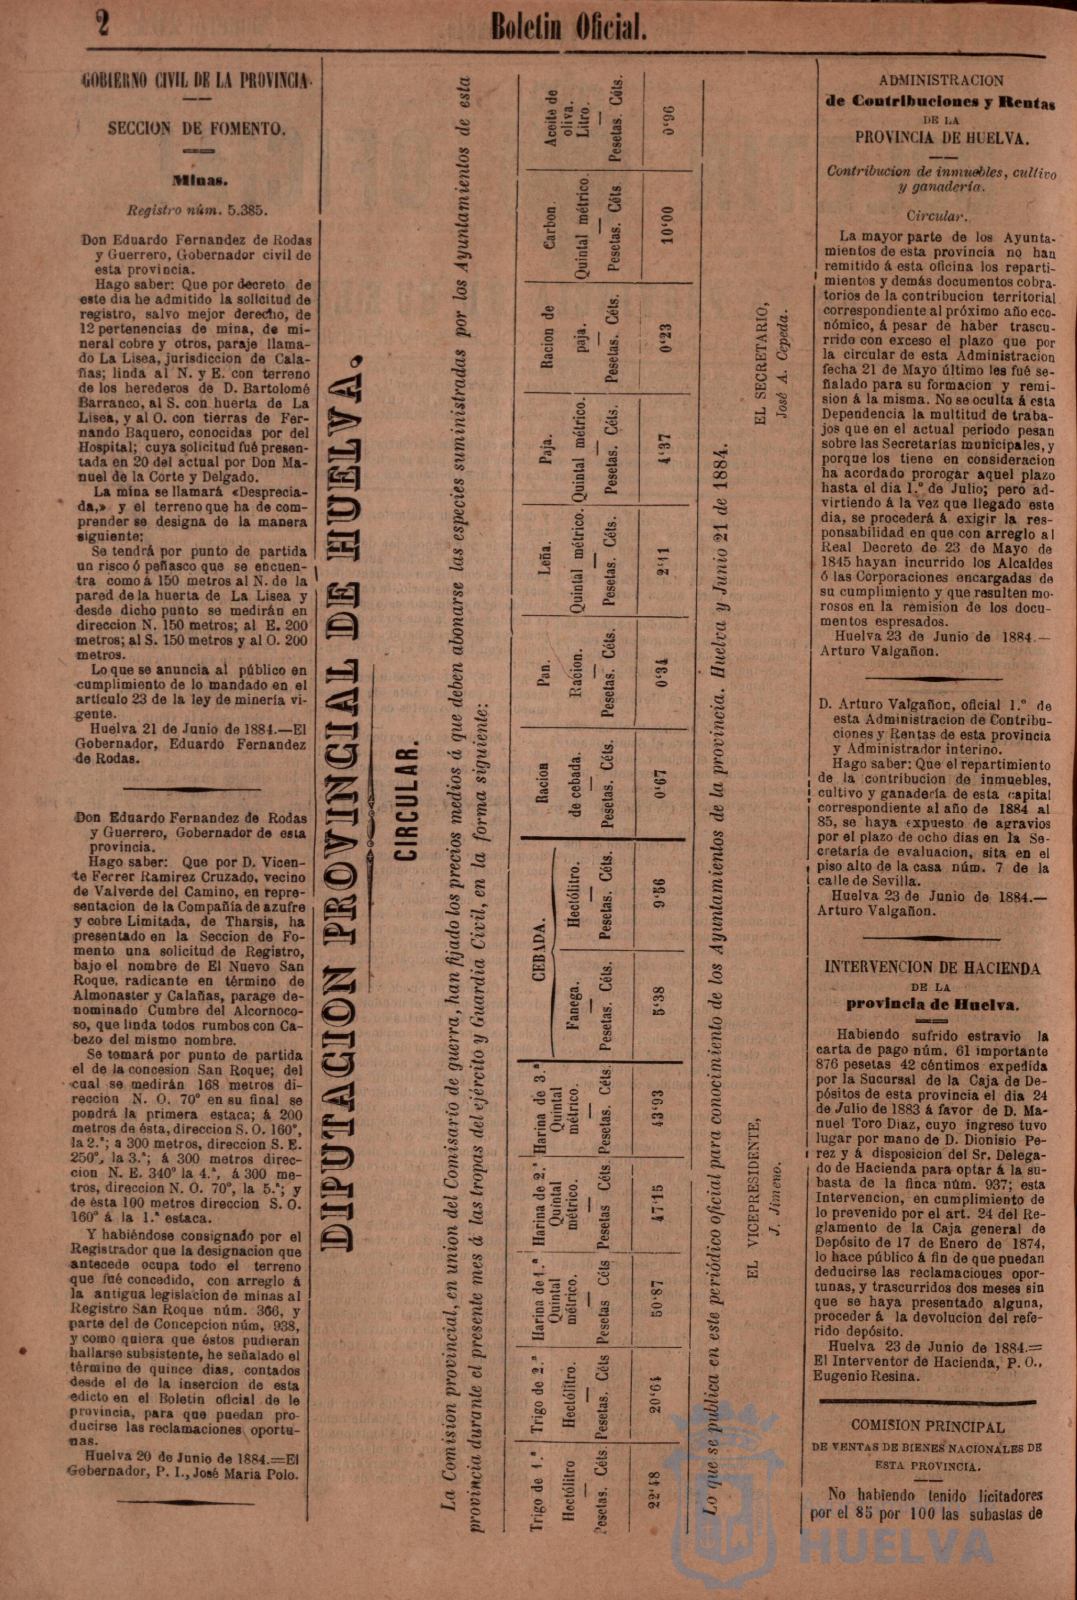 2
Boletin Oficial.
GOBIERNO CIVIL DE LA PROVINCIA.
SECCION DE FOMENTO.
Minas.
Registro núm. 5.385.
Don Eduardo Fernandez de Rodas
y Guerrero, Gobernador civil de
esta provincia.
Hago saber: Que por decreto de
este dia he admitido la solicitud de
registro, salvo mejor derecho, de
12 pertenencias de mina, de mi-
neral cobre y otros, paraje llama-
do La Lisea, jurisdiccion de Cala-
ñas; linda al N. y E. con terreno
de los herederos de D. Bartolomé
Barranco, al S. con huerta de La
Lisea, y al O. con tierras de Fer-
nando Baquero, conocidas por del
Hospital; cuya solicitud fué presen-
tada en 20 del actual por Don Ma-
nuel de la Corte y Delgado.
La mina se llamará «Desprecia-
da,» y el terreno que ha de com-
prender se designa de la manera
siguiente:
Se tendrá por punto de partida
un risco ó peñasco que se encuen-
tra como á 150 metros al N. de la
pared de la huerta de La Lisea y
desde dicho punto se medirán en
direccion N. 150 metros; al E. 200
metros; al S. 150 metros y al O. 200
metros.
Lo que se anuncia al público en
cumplimiento de lo mandado en el
artículo 23 de la ley de minería vi-
gente.
Huelva 21 de Junio de 1884.—El
Gobernador, Eduardo Fernandez
de Rodas.
Don Eduardo Fernandez de Rodas
y Guerrero, Gobernador de esta
provincia.
Hago saber: Que por D. Vicen-
te Ferrer Ramirez Cruzado, vecino
de Valverde del Camino, en repre-
sentacion de la Compañía de azufre
y cobre Limitada, de Tharsis, ha
presentado en la Seccion de Fo-
mento una solicitud de Registro,
bajo el nombre de El Nuevo San
Roque, radicante en término de
Almonaster y Calañas, parage de-
nominado Cumbre del Alcornoco-
so, que linda todos rumbos con Ca-
bezo del mismo nombre.
Se tomará por punto de partida
el de la concesion San Roque; del
cual se medirán 168 metros di-
reccion N. O. 70° en su final se
pondrá la primera estaca; á 200
metros de ésta, direccion S. O. 160°,
la 2.ª; a 300 metros, direccion S. E.
250°, la 3.ª; á 300 metros direc-
cion N. E. 340° la 4.ª, á 300 me-
tros, direccion N. O. 70°, la 5.ª; y
de ésta 100 metros direccion S. O.
160° á la 1.ª estaca.
Y habiéndose consignado por el
Registrador que la designacion que
antecede ocupa todo el terreno
que fué concedido, con arreglo á
la antigua legislacion de minas al
Registro San Roque núm. 366, y
parte del de Concepcion núm, 938,
y como quiera que éstos pudieran
hallarse subsistente, he señalado el
término de quince dias, contados
desde el de la insercion de esta
edicto en el Boletin oficial de le
provincia, para que puedan pro-
ducirse las reclamaciones oportu-
nas.
Huelva 20 de Junio de 1884.=El
Gobernador, P. I., José Maria Polo.
DIPUTACION PROVINCIAL DE HUELVA.
CIRCULAR.
La Comision provincial, en union del Comisario de guerra, han fijado los precios medios á que deben abonarse las especies suministradas por los Ayuntamientos de esta
provincia durante el presente mes á las tropas del ejército y Guardia Civil, en la forma siguiente:
Trigo de 1.ª Hectólitro Pesetas. Céts 22'48
Trigo de 2.ª Hectólitro Pesetas. Céts 20'64
Harina de 1.ª Quintal métrico. Pesetas Céts 50'87
Harina de 2.ª Quintal métrico. Pesetas Céts 47'15
Harina de 3.ª Quintal métrico. Pesetas Céts. 43'93
CEBADA.
Fanega. Pesetas. Céts. 5'38
Hectólitro. Pesetas. Céts. 9'56
Racion de cebada. Pesetas. Céts. 0'67
Pan. Racion. Pesetas. Céts. 0'34
Leña. Quintal métrico. Pesetas. Céts. 2'11
Paja. Quintal métrico. Pesetas. Céts. 4'37
Racion de paja. Pesetas. Céts. 0'23
Carbon. Quintal métrico. Pesetas. Céts. 10'00
Aceite de oliva. Litro. Pesetas. Céts. 0'96
Lo que se publica en este periódico oficial para conocimiento de los Ayuntamientos de la provincia. Huelva y Junio 21 de 1884.
EL VICEPRESIDENTE,
J. Jimeno.
EL SECRETARIO,
José A. Cepeda.
ADMINISTRACION
de Contribuciones y Rentas
DE LA
PROVINCIA DE HUELVA.
Contribucion de inmuebles, cultivo
y ganadería.
Circular.
La mayor parte de los Ayunta-
mientos de esta provincia no han
remitido á esta oficina los reparti-
mientos y demás documentos cobra-
torios de la contribucion territorial
correspondiente al próximo año eco-
nómico, á pesar de haber trascu-
rrido con exceso el plazo que por
la circular de esta Administracion
fecha 21 de Mayo último les fué se-
ñalado para su formacion y remi-
sion á la misma. No se oculta á esta
Dependencia la multitud de traba-
jos que en el actual periodo pesan
sobre las Secretarías municipales, y
porque los tiene en consideracion
ha acordado prorogar aquel plazo
hasta el dia 1.º de Julio; pero ad-
virtiendo á la vez que llegado este
dia, se procederá á exigir la res-
ponsabilidad en que con arreglo al
Real Decreto de 23 de Mayo de
1845 hayan incurrido los Alcaldes
ó las Corporaciones encargadas de
su cumplimiento y que resulten mo-
rosos en la remision de los docu-
mentos espresados.
Huelva 23 de Junio de 1884.—
Arturo Valgañon.
D. Arturo Valgañon, oficial 1.º de
esta Administracion de Contribu-
ciones y Rentas de esta provincia
y Administrador interino.
Hago saber: Que el repartimiento
de la contribucion de inmuebles,
cultivo y ganadería de esta capital
correspondiente al año de 1884 al
85, se haya expuesto de agravios
por el plazo de ocho dias en la Se-
cretaría de evaluacion, sita en el
piso alto de la casa núm. 7 de la
calle de Sevilla.
Huelva 23 de Junio de 1884.—
Arturo Valgañon.
INTERVENCION DE HACIENDA
DE LA
provincia de Huelva.
Habiendo sufrido estravio la
carta de pago núm. 61 importante
876 pesetas 42 céntimos expedida
por la Sucursal de la Caja de De-
pósitos de esta provincia el dia 24
de Julio de 1883 á favor de D. Ma-
nuel Toro Diaz, cuyo ingreso tuvo
lugar por mano de D. Dionisio Pe-
rez y á disposicion del Sr. Delega-
do de Hacienda para optar á la su-
basta de la finca núm. 937; esta
Intervencion, en cumplimiento de
lo prevenido por el art. 24 del Re-
glamento de la Caja general de
Depósito de 17 de Enero de 1874,
lo hace público á fin de que puedan
deducirse las reclamaciones opor-
tunas, y trascurridos dos meses sin
que se haya presentado alguna,
proceder á la devolucion del refe-
rido depósito.
Huelva 23 de Junio de 1884.=
El Interventor de Hacienda, P. O.,
Eugenio Resina.
COMISION PRINCIPAL
DE VENTAS DE BIENES NACIONALES DE
ESTA PROVINCIA.
No habiendo tenido licitadores
por el 85 por 100 las subastas de
HUELVA